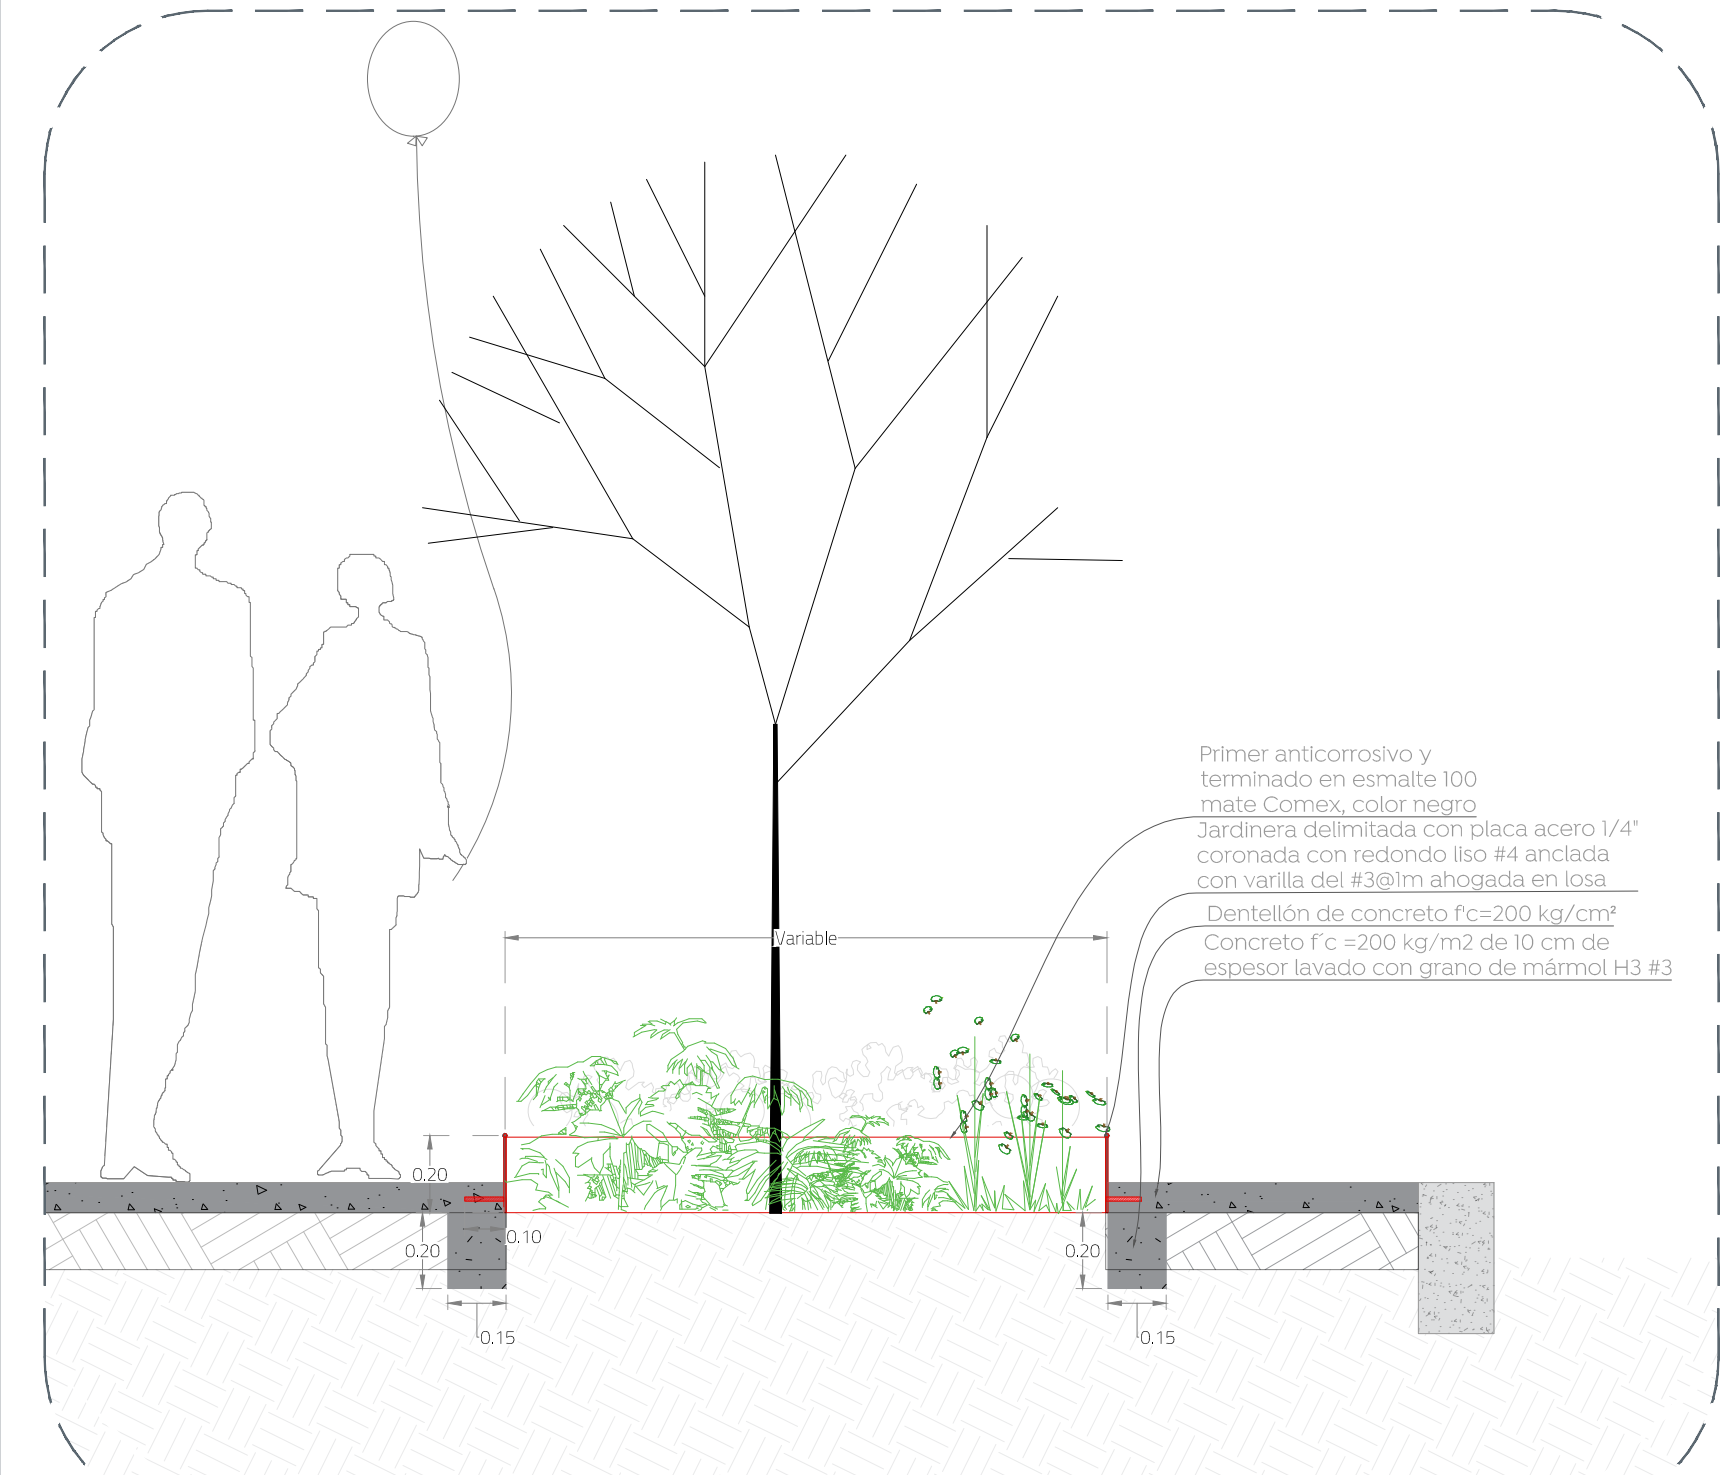 Primer anticorrosivo y
terminado en esmalte 100
mate Comex, color negro
Jardinera delimitada con placa acero 1/4"
coronada con redondo liso #4 anclada
con varilla del #3@1m ahogada en losa
Dentellón de concreto f'c=200 kg/cm²
Concreto f´c =200 kg/m2 de 10 cm de
espesor lavado con grano de mármol H3 #3
Variable
0.20
0.10
0.20
0.20
0.15
0.15